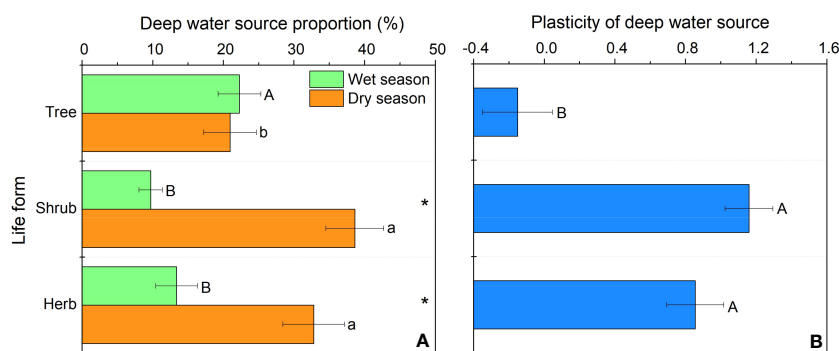 Deep water source proportion (%)
0 10 20 30 40 50
Wet season
Dry season
Life form
Tree
A
b
Shrub
B
*
a
Herb
B
*
a
A
Plasticity of deep water source
-0.4 0.0 0.4 0.8 1.2 1.6
B
A
A
B